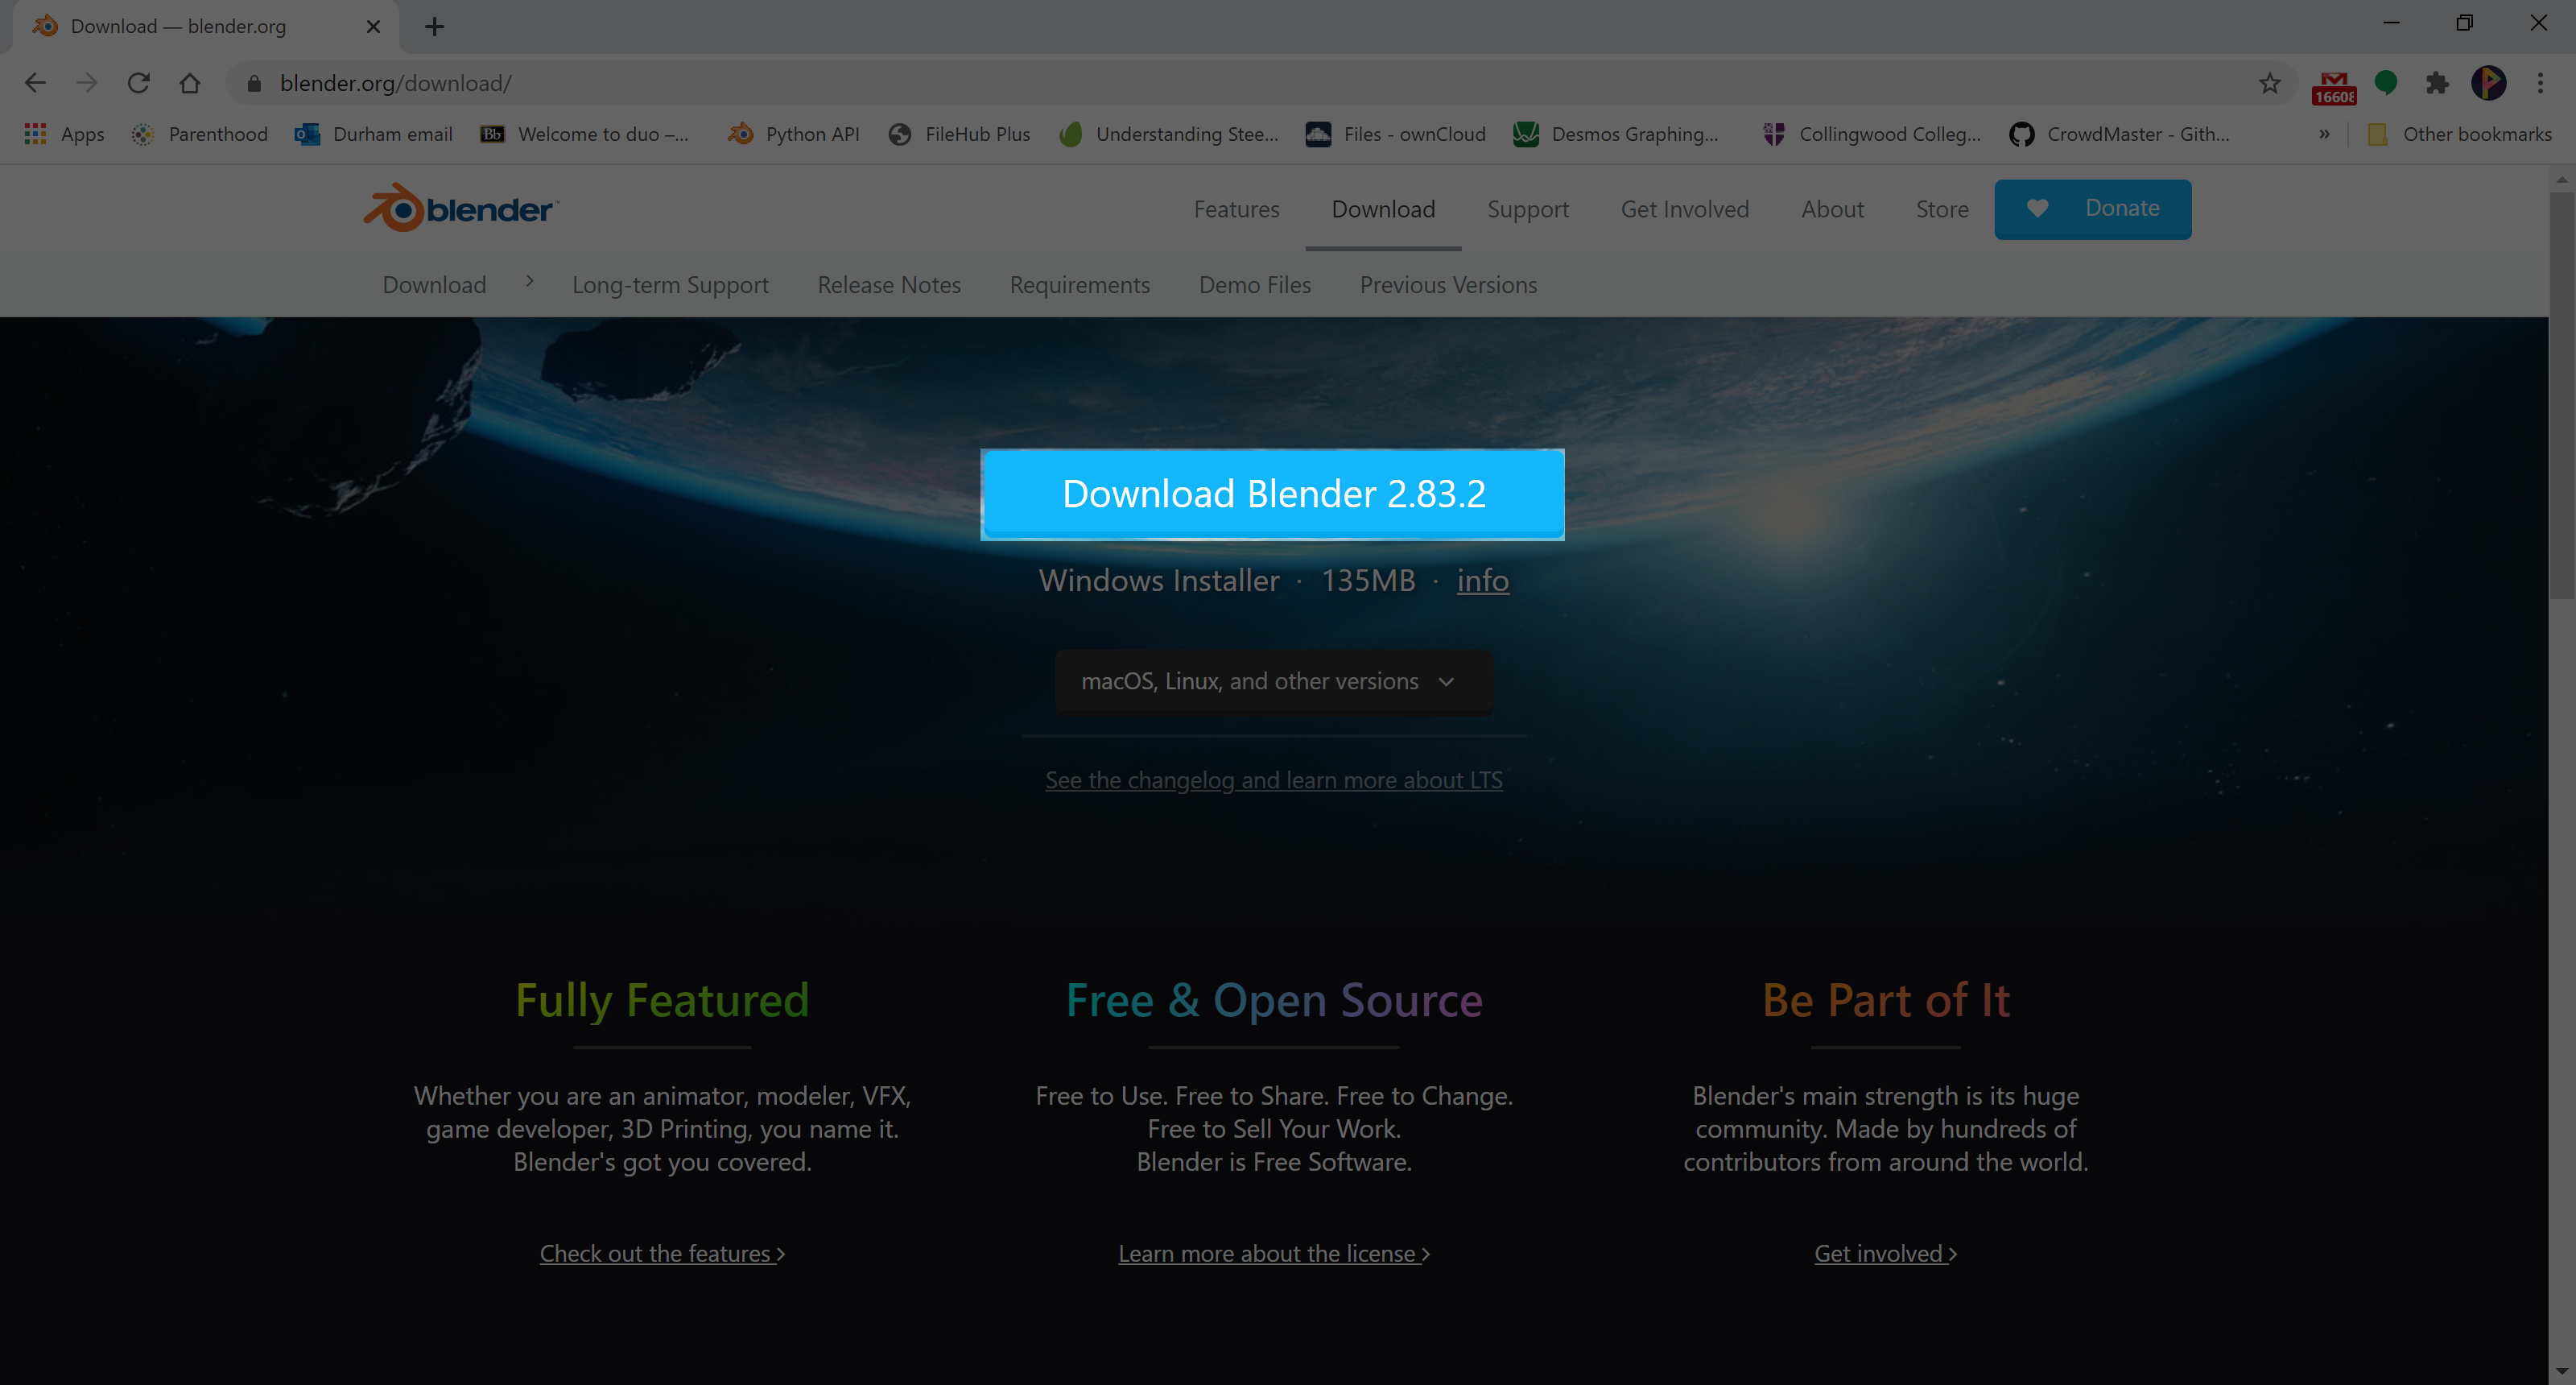 Download — blender.org
blender.org/download/
16608
Apps Parenthood Durham email Welcome to duo –... Python API FileHub Plus Understanding Stee... Files - ownCloud Desmos Graphing... Collingwood Colleg... CrowdMaster - Gith... » Other bookmarks
blender
Features Download Support Get Involved About Store Donate
Download Long-term Support Release Notes Requirements Demo Files Previous Versions
Download Blender 2.83.2
Windows Installer · 135MB · info
macOS, Linux, and other versions
See the changelog and learn more about LTS
Fully Featured
Whether you are an animator, modeler, VFX,
game developer, 3D Printing, you name it.
Blender's got you covered.
Check out the features
Free & Open Source
Free to Use. Free to Share. Free to Change.
Free to Sell Your Work.
Blender is Free Software.
Learn more about the license
Be Part of It
Blender's main strength is its huge
community. Made by hundreds of
contributors from around the world.
Get involved